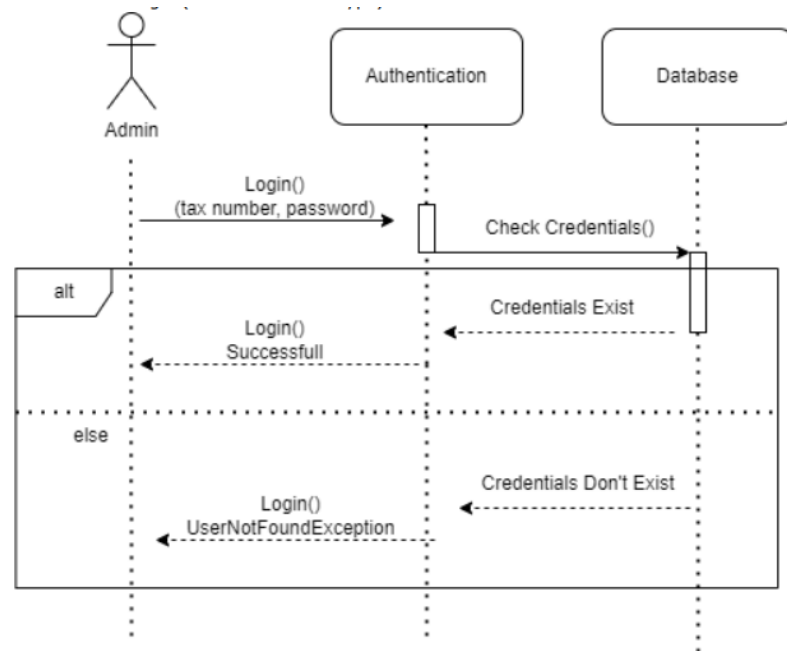 Admin
Authentication
Database
Login()
(tax number, password)
Check Credentials()
alt
Credentials Exist
Login()
Successfull
else
Credentials Don't Exist
Login()
UserNotFoundException